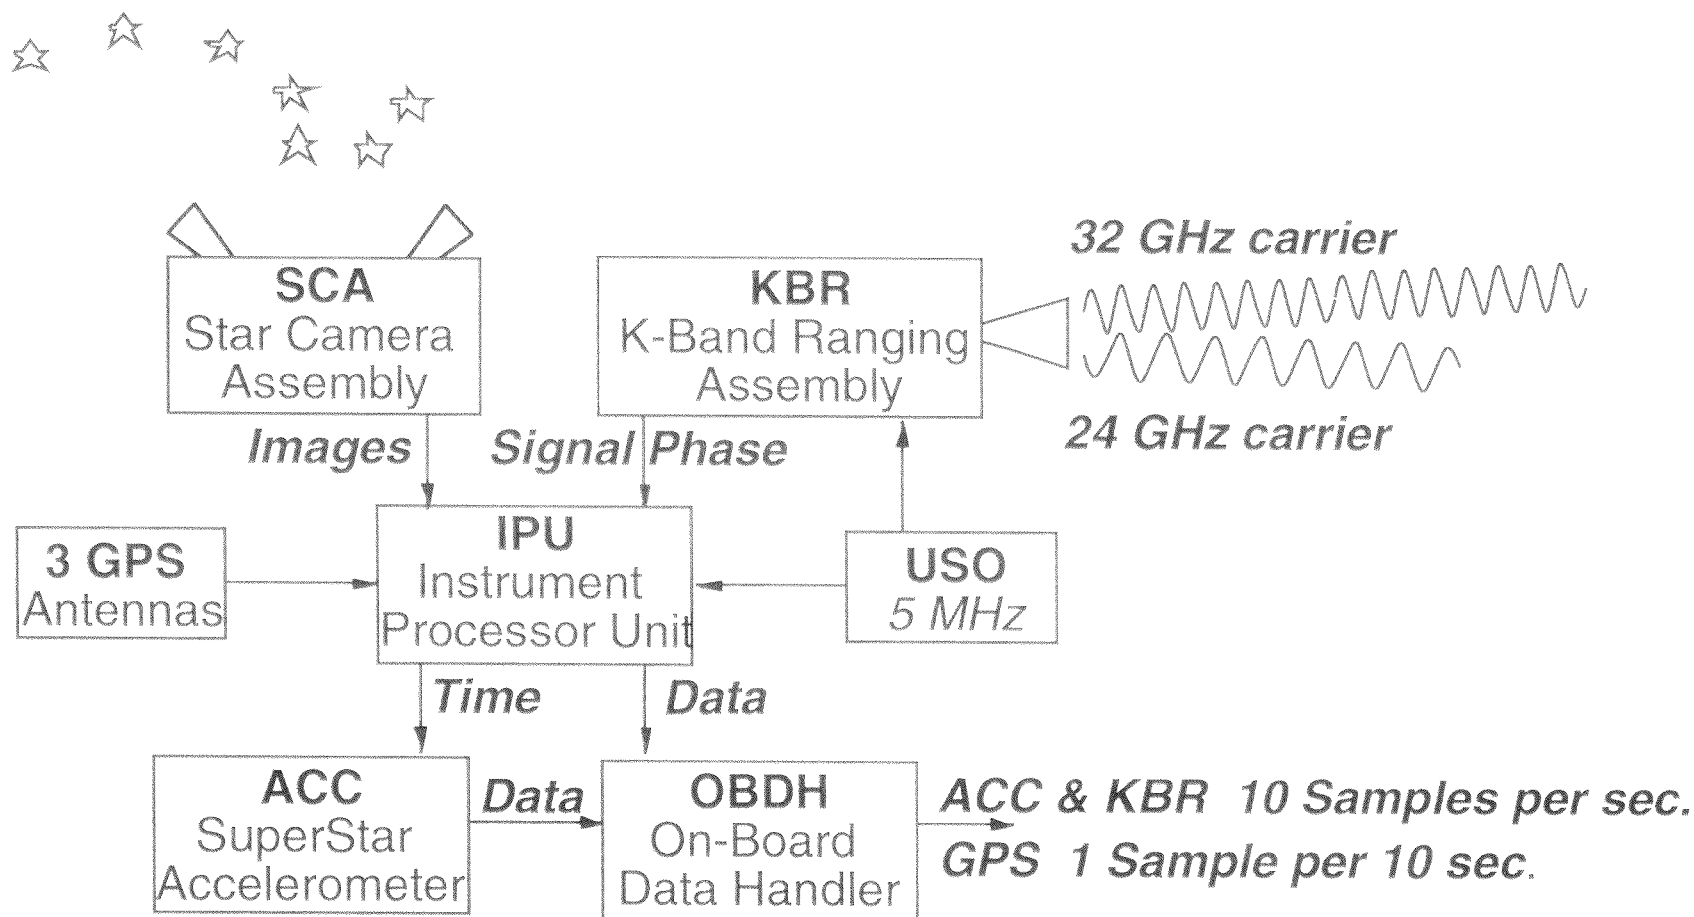 32 GHz carrier
SCA
Star Camera
Assembly
KBR
K-Band Ranging
Assembly
24 GHz carrier
Images
Signal Phase
3 GPS
Antennas
IPU
Instrument
Processor Unit
USO
5 MHz
Time
Data
ACC
SuperStar
Accelerometer
Data
OBDH
On-Board
Data Handler
ACC & KBR 10 Samples per sec.
GPS 1 Sample per 10 sec.